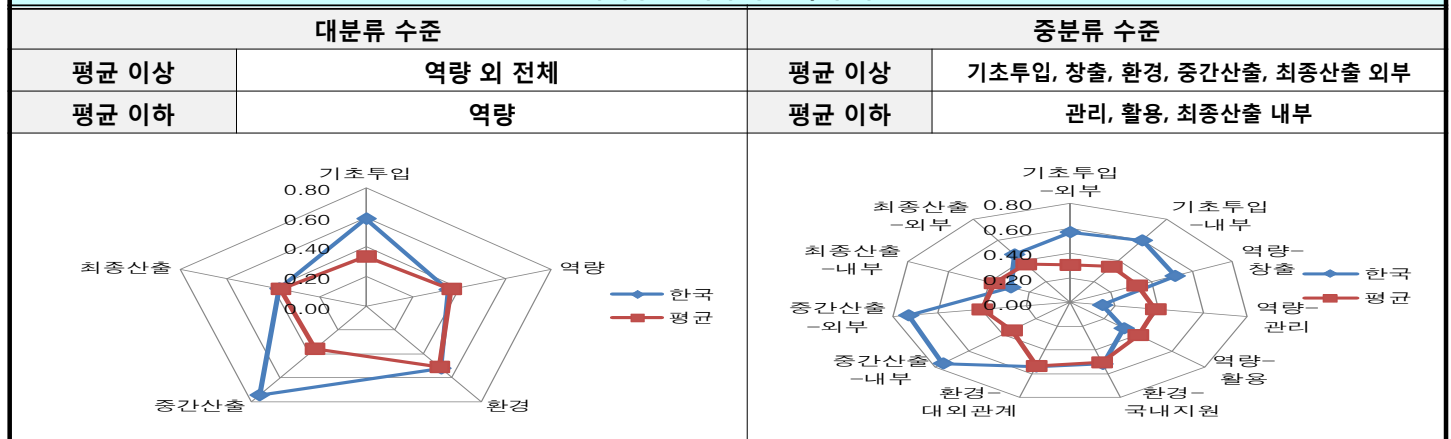 대분류 수준
중분류 수준
평균 이상
역량 외 전체
평균 이상
기초투입, 창출, 환경, 중간산출, 최종산출 외부
평균 이하
역량
평균 이하
관리, 활용, 최종산출 내부
기초투입
0.80
0.60
0.40
0.20
0.00
역량
환경
중간산출
최종산출
한국
평균
기초투입
-외부
0.80
0.60
0.40
0.20
0.00
기초투입
-내부
역량-
창출
역량-
관리
역량-
활용
환경-
국내지원
환경-
대외관계
중간산출
-내부
중간산출
-외부
최종산출
-내부
최종산출
-외부
한국
평균